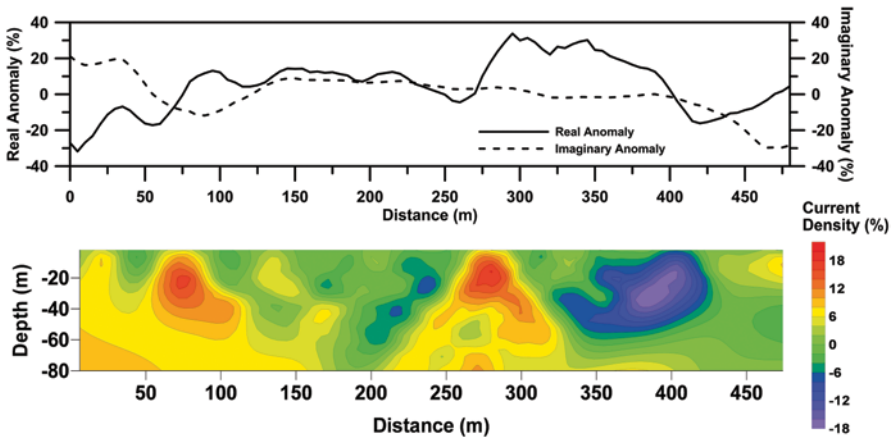 40 20 0 -20 -40
Real Anomaly (%)
40 20 0 -20 -40
Imaginary Anomaly (%)
Real Anomaly
Imaginary Anomaly
0 50 100 150 200 250 300 350 400 450
Distance (m)
Current
Density (%)
-20 -40 -60 -80
Depth (m)
18 12 6 0 -6 -12 -18
50 100 150 200 250 300 350 400 450
Distance (m)